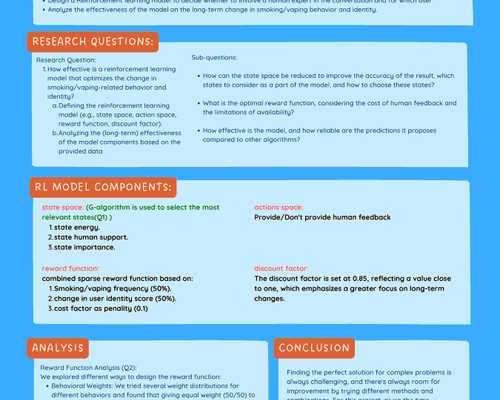 Design a Reinforcement learning model to decide whether to involve a human expert in the conversation and for which user
• Analyze the effectiveness of the model on the long-term change in smoking/vaping behavior and identity.
RESEARCH QUESTIONS:
Research Question:
1. How effective is a reinforcement learning
model that optimizes the change in
smoking/vaping-related behavior and
identity?
a. Defining the reinforcement learning
model (e.g., state space, action space,
reward function, discount factor).
b. Analyzing the (long-term) effectiveness
of the model components based on the
provided data
Sub-questions:
• How can the state space be reduced to improve the accuracy of the result, which
states to consider as a part of the model, and how to choose these states?
• What is the optimal reward function, considering the cost of human feedback and
the limitations of availability?
• How effective is the model, and how reliable are the predictions it proposes
compared to other algorithms?
RL MODEL COMPONENTS:
state space: (G-algorithm is used to select the most
relevant states(Q1) )
1. state energy.
2. state human support.
3. state importance.
actions space:
Provide/Don't provide human feedback
reward function:
combined sparse reward function based on:
1. Smoking/vaping frequency (50%).
2. change in user identity score (50%).
3. cost factor as penality (0.1)
discount factor:
The discount factor is set at 0.85, reflecting a value close
to one, which emphasizes a greater focus on long-term
changes.
ANALYSIS
Reward Function Analysis (Q2):
We explored different ways to design the reward function:
• Behavioral Weights: We tried several weight distributions
for different behaviors and found that giving equal weight (50/50) to
CONCLUSION
Finding the perfect solution for complex problems is
always challenging, and there's always room for
improvement by trying different methods and